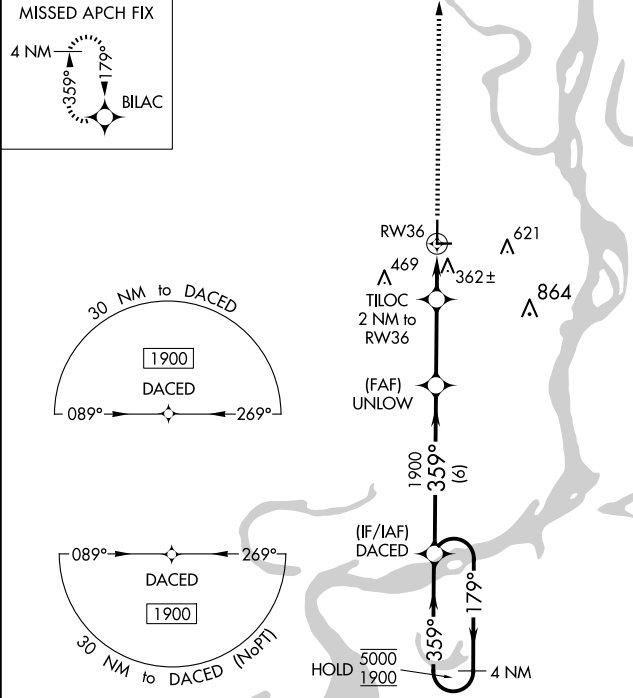 MISSED APCH FIX
4 NM
359°
179°
BILAC
RW36
621
469
362±
864
TILOC
2 NM to
RW36
30 NM to DACED
1900
DACED
089°
269°
(FAF)
UNLOW
1900
359°
(6)
(IF/IAF)
DACED
089°
269°
DACED
1900
30 NM to DACED (NoPT)
359°
179°
HOLD
5000
1900
4 NM